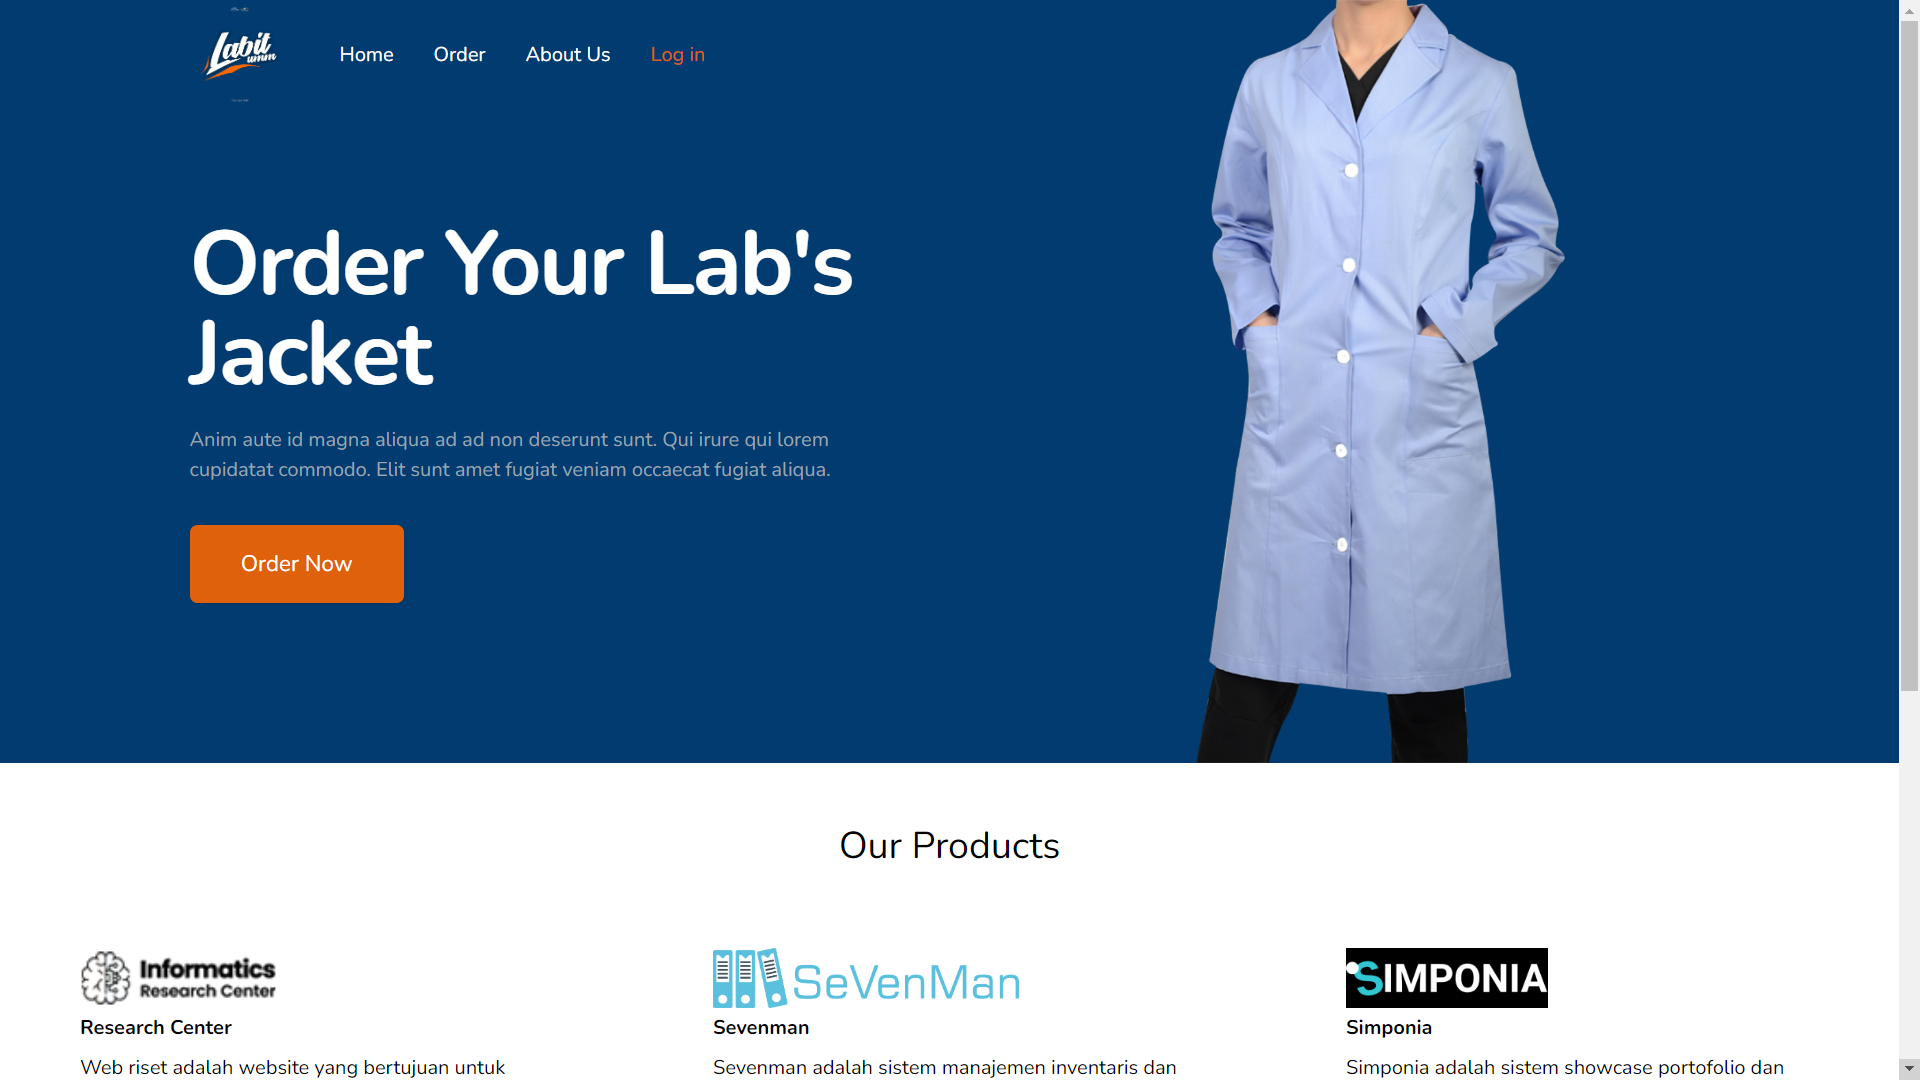 Labit
umm
Home
Order
About Us
Log in
Order Your Lab's
Jacket
Anim aute id magna aliqua ad ad non deserunt sunt. Qui irure qui lorem
cupidatat commodo. Elit sunt amet fugiat veniam occaecat fugiat aliqua.
Order Now
Our Products
Informatics
Research Center
SeVenMan
SIMPONIA
Research Center
Sevenman
Simponia
Web riset adalah website yang bertujuan untuk
Sevenman adalah sistem manajemen inventaris dan
Simponia adalah sistem showcase portofolio dan